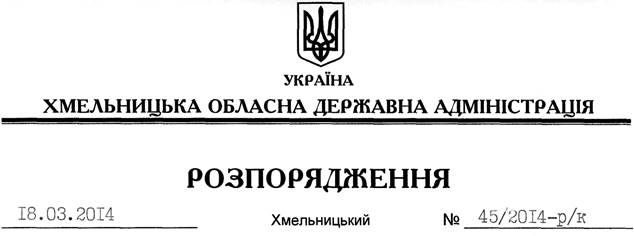 УКРАЇНА
ХМЕЛЬНИЦЬКА ОБЛАСНА ДЕРЖАВНА АДМІНІСТРАЦІЯ
РОЗПОРЯДЖЕННЯ
18.03.2014 Хмельницький № 45/2014-р/к